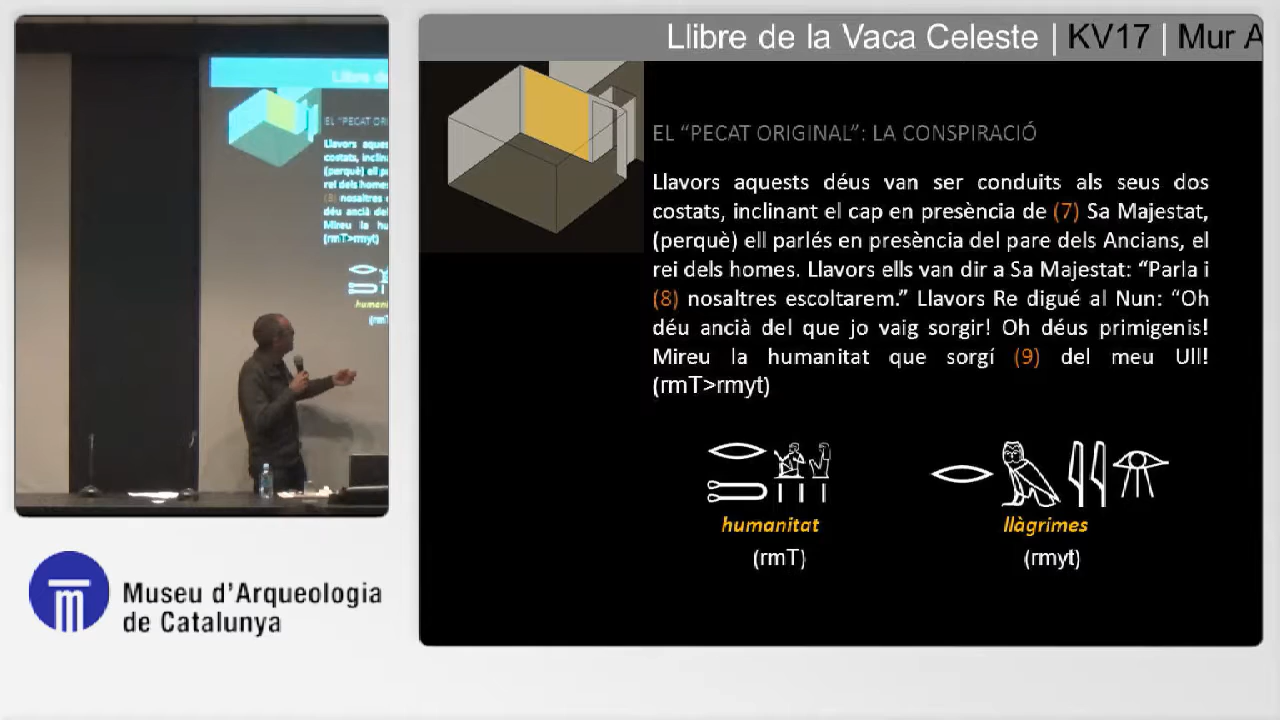 Llibre de la Vaca Celeste | KV17 | Mur A
EL “PECAT ORIGINAL”: LA CONSPIRACIÓ
Llavors aquests déus van ser conduits als seus dos
costats, inclinant el cap en presència de (7) Sa Majestat,
(perquè) ell parlés en presència del pare dels Ancians, el
rei dels homes. Llavors ells van dir a Sa Majestat: “Parla i
(8) nosaltres escoltarem.” Llavors Re digué al Nun: “Oh
déu ancià del que jo vaig sorgir! Oh déus primigenis!
Mireu la humanitat que sorgí (9) del meu Ull!
(rmT>rmyt)
humanitat
(rmT)
llàgrimes
(rmyt)
Museu d’Arqueologia
de Catalunya